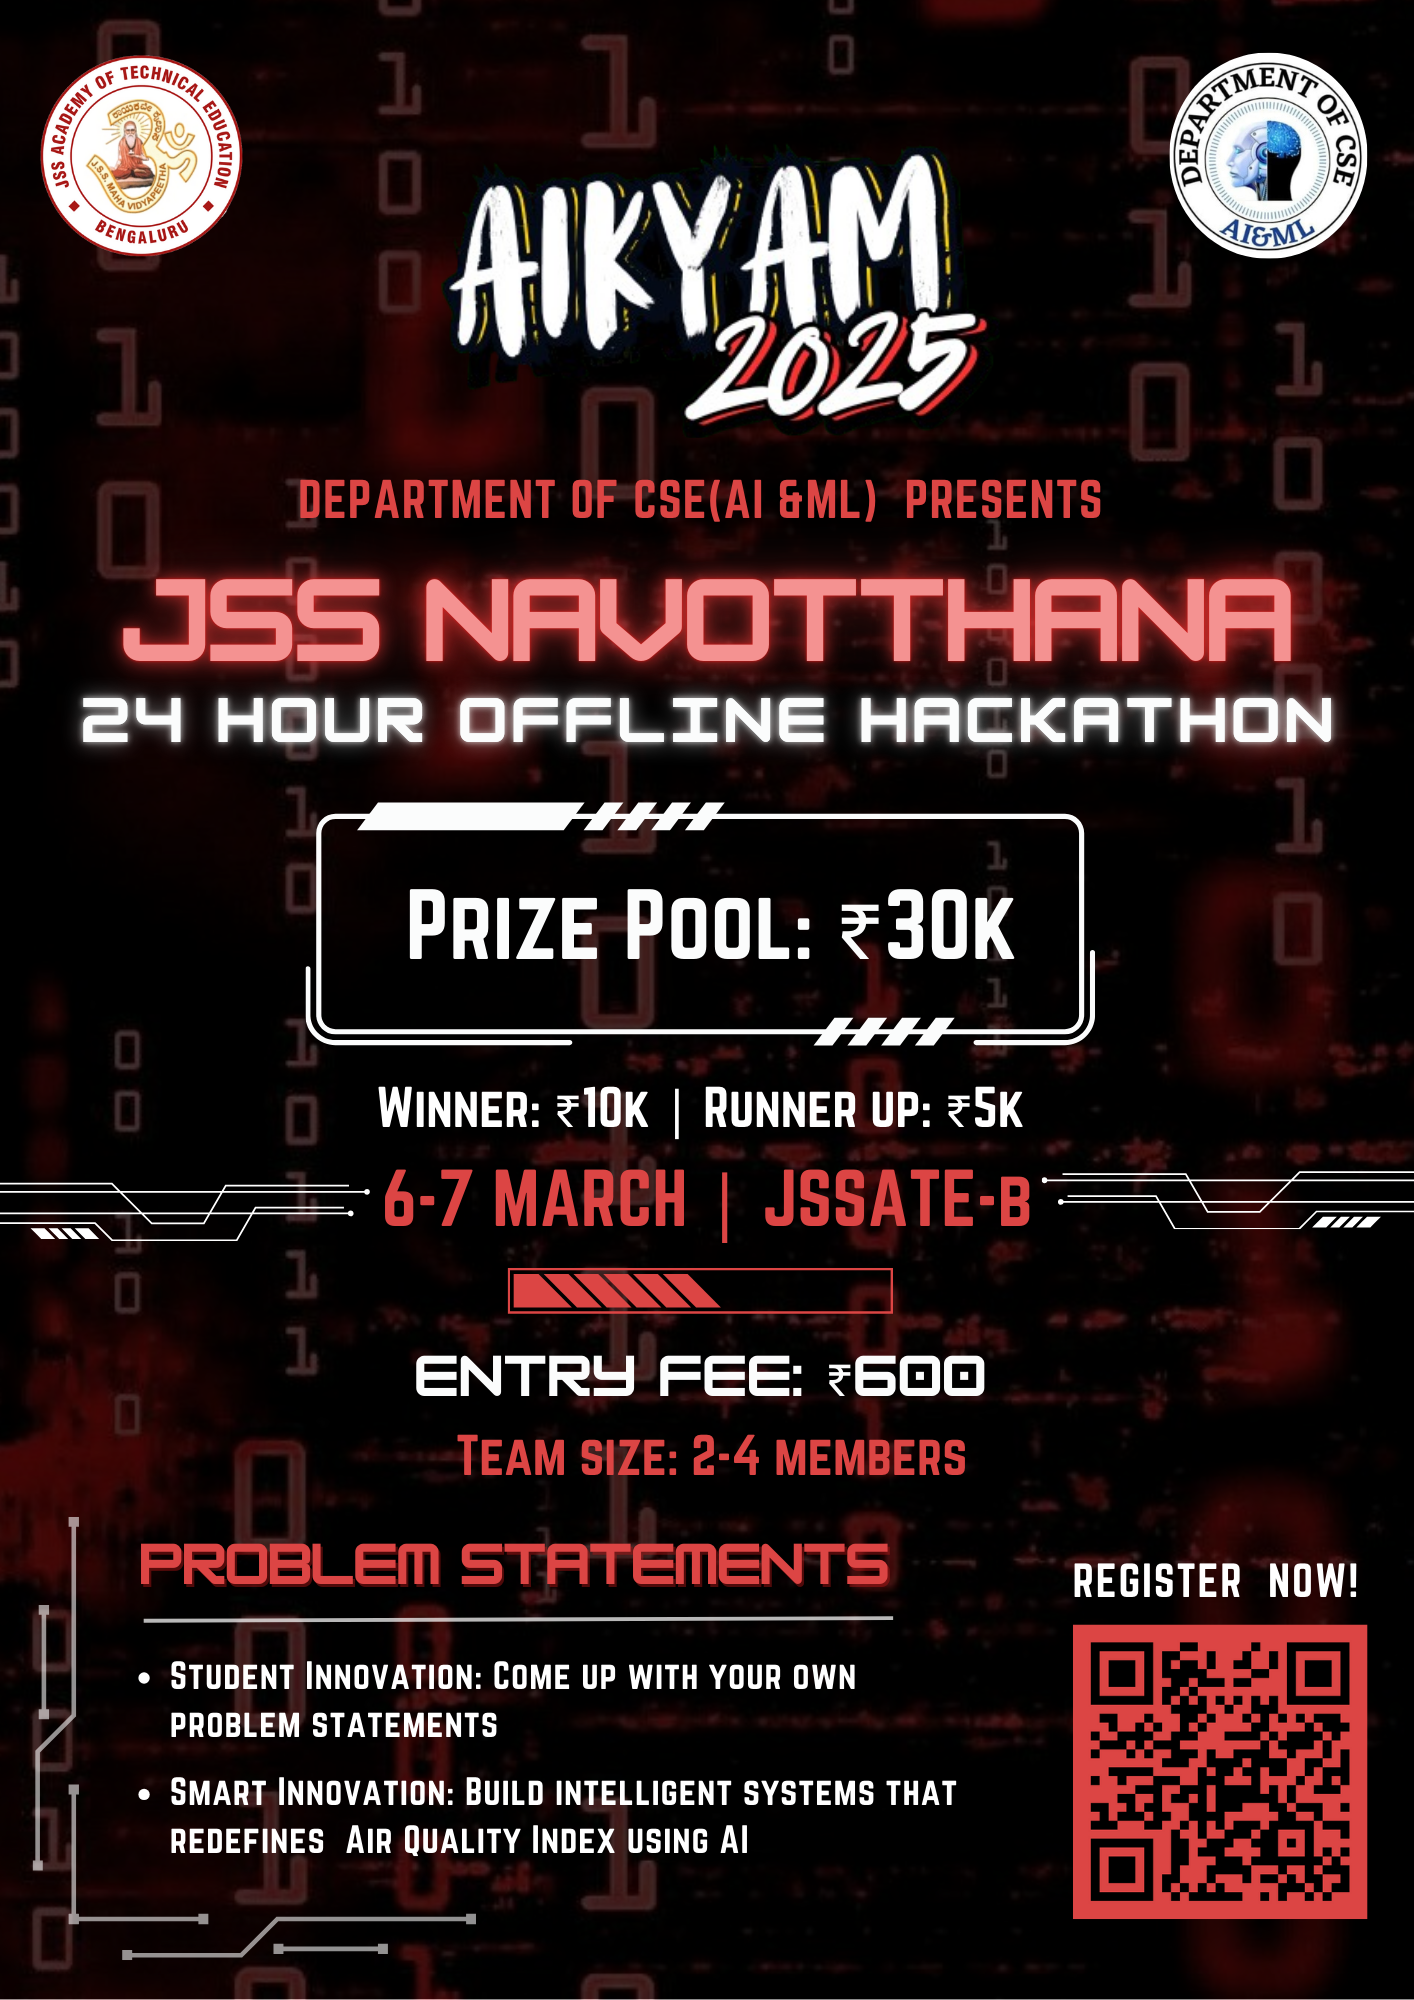 JSS ACADEMY OF TECHNICAL EDUCATION
J.S.S. MAHA VIDYAPEETHA
BENGALURU
DEPARTMENT OF CSE
AI&ML
AIKYAM
2025
DEPARTMENT OF CSE(AI &ML) PRESENTS
JSS NAVOTTHANA
24 HOUR OFFLINE HACKATHON
PRIZE POOL: ₹30K
WINNER: ₹10K | RUNNER UP: ₹5K
6-7 MARCH | JSSATE-B
ENTRY FEE: ₹600
TEAM SIZE: 2-4 MEMBERS
PROBLEM STATEMENTS
• STUDENT INNOVATION: COME UP WITH YOUR OWN
PROBLEM STATEMENTS
• SMART INNOVATION: BUILD INTELLIGENT SYSTEMS THAT
REDEFINES AIR QUALITY INDEX USING AI
REGISTER NOW!